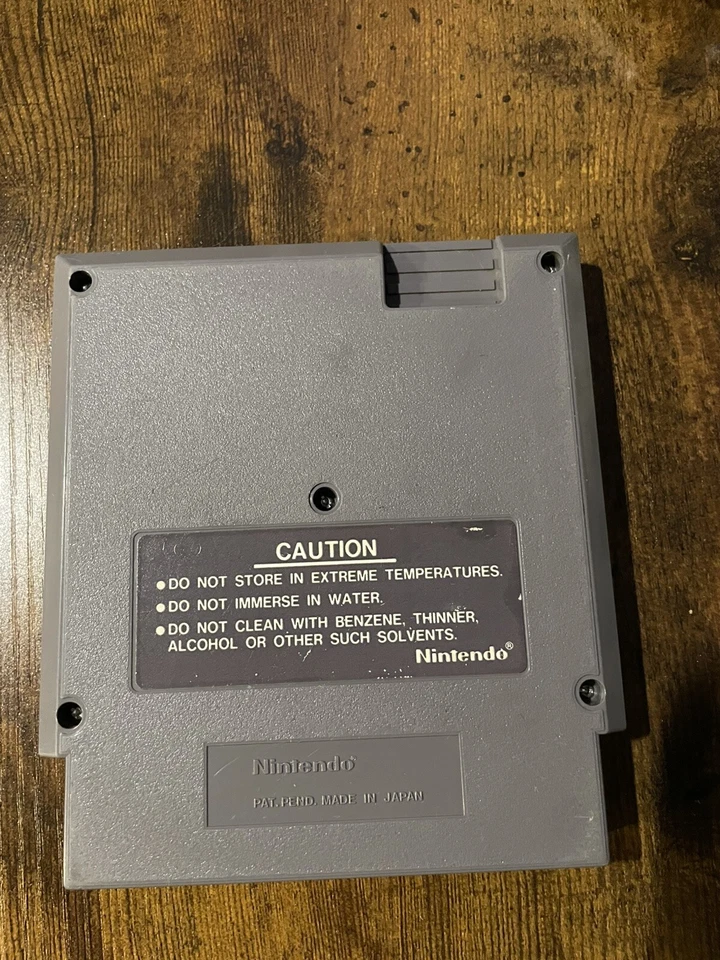 CAUTION
●DO NOT STORE IN EXTREME TEMPERATURES.
●DO NOT IMMERSE IN WATER.
●DO NOT CLEAN WITH BENZENE, THINNER,
ALCOHOL OR OTHER SUCH SOLVENTS.
Nintendo®
Nintendo
PAT. PEND. MADE IN JAPAN